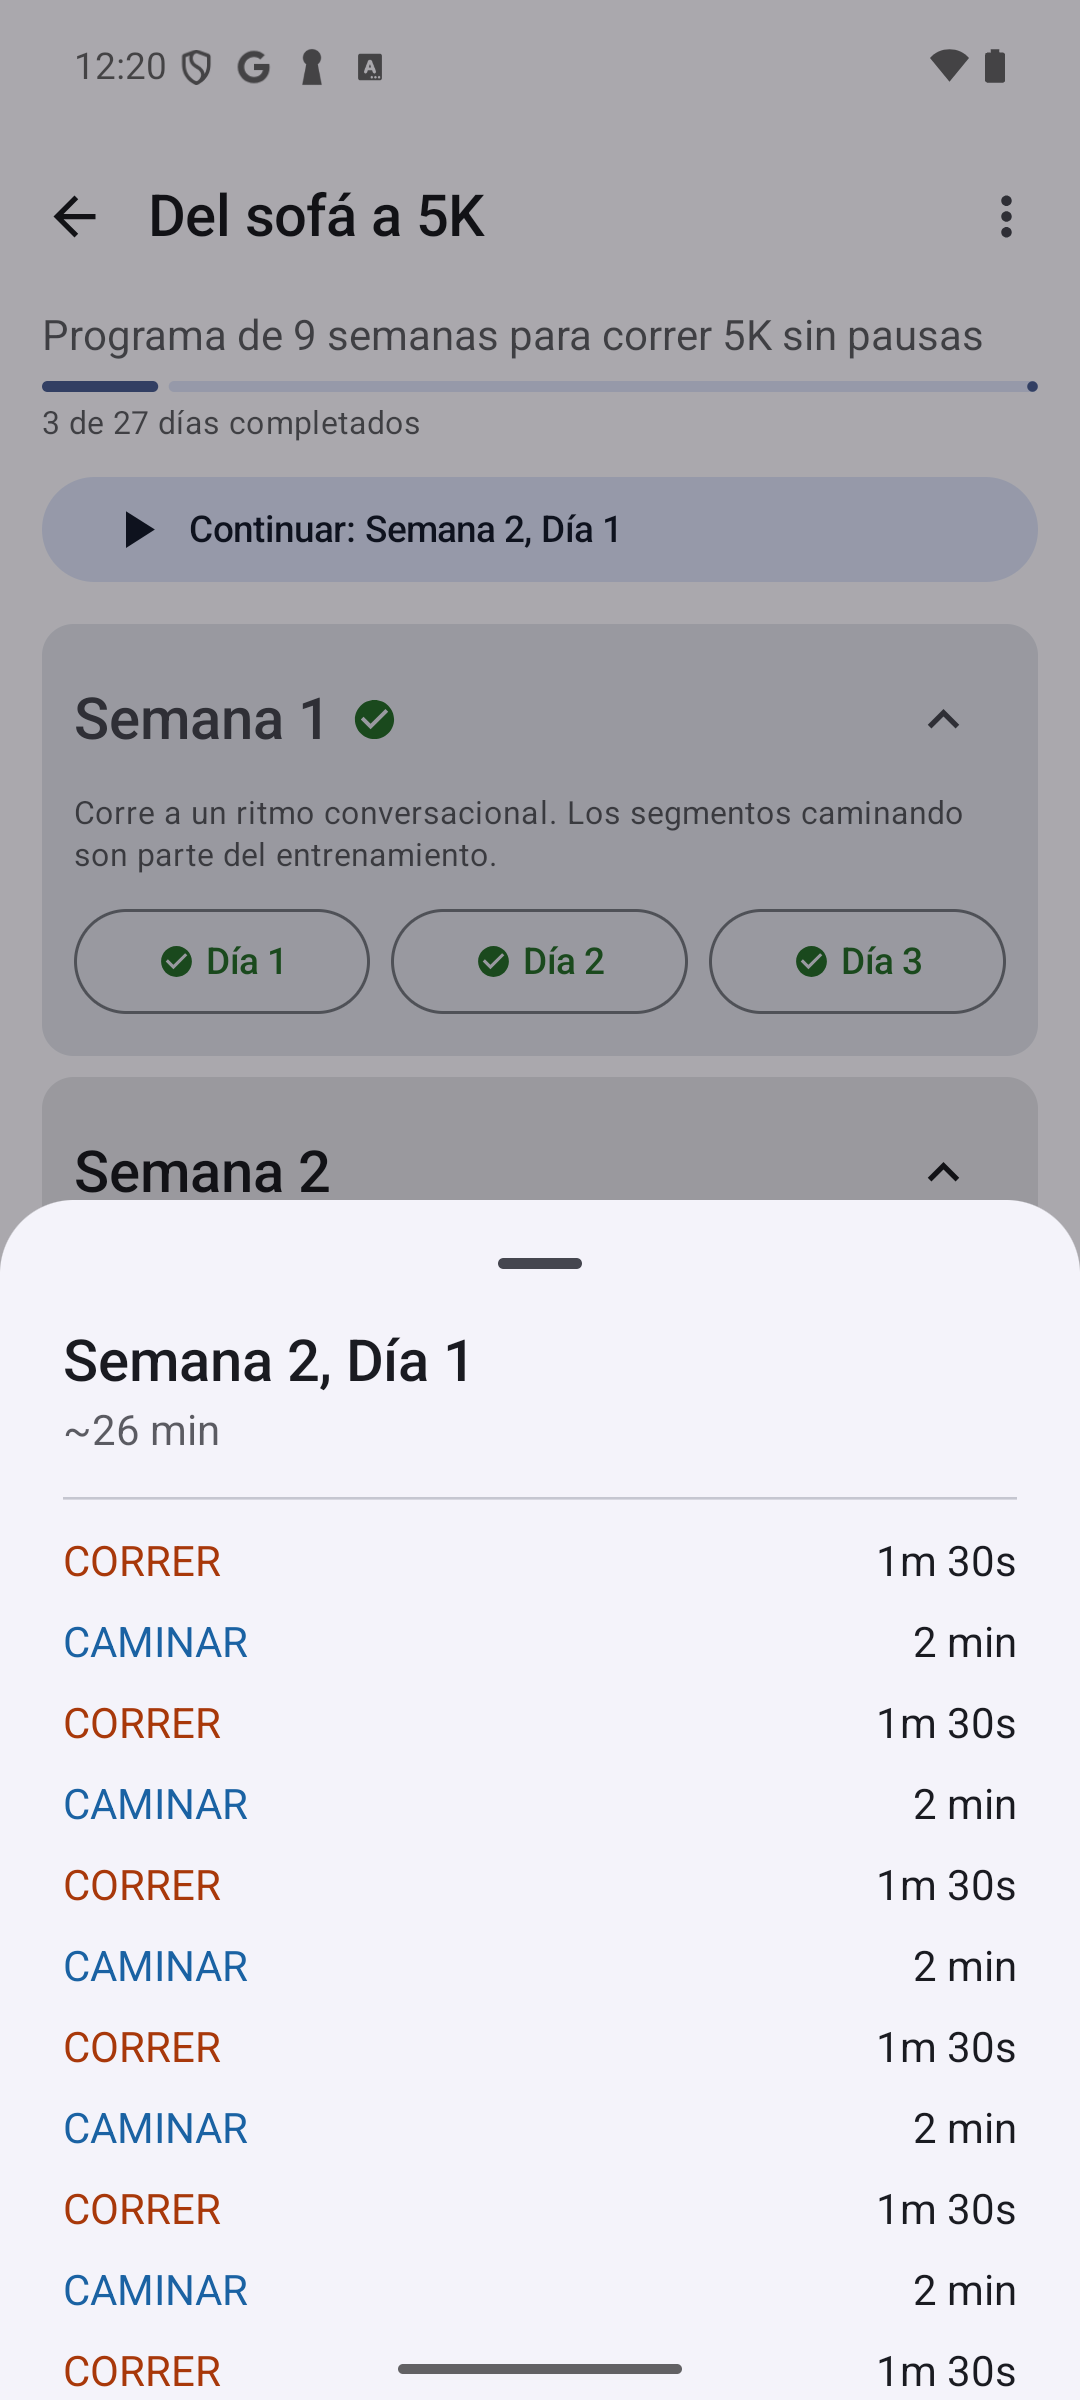 12:20
Del sofá a 5K
Programa de 9 semanas para correr 5K sin pausas
3 de 27 días completados
Continuar: Semana 2, Día 1
Semana 1
Corre a un ritmo conversacional. Los segmentos caminando
son parte del entrenamiento.
Día 1 Día 2 Día 3
Semana 2
Semana 2, Día 1
~26 min
CORRER 1m 30s
CAMINAR 2 min
CORRER 1m 30s
CAMINAR 2 min
CORRER 1m 30s
CAMINAR 2 min
CORRER 1m 30s
CAMINAR 2 min
CORRER 1m 30s
CAMINAR 2 min
CORRER 1m 30s